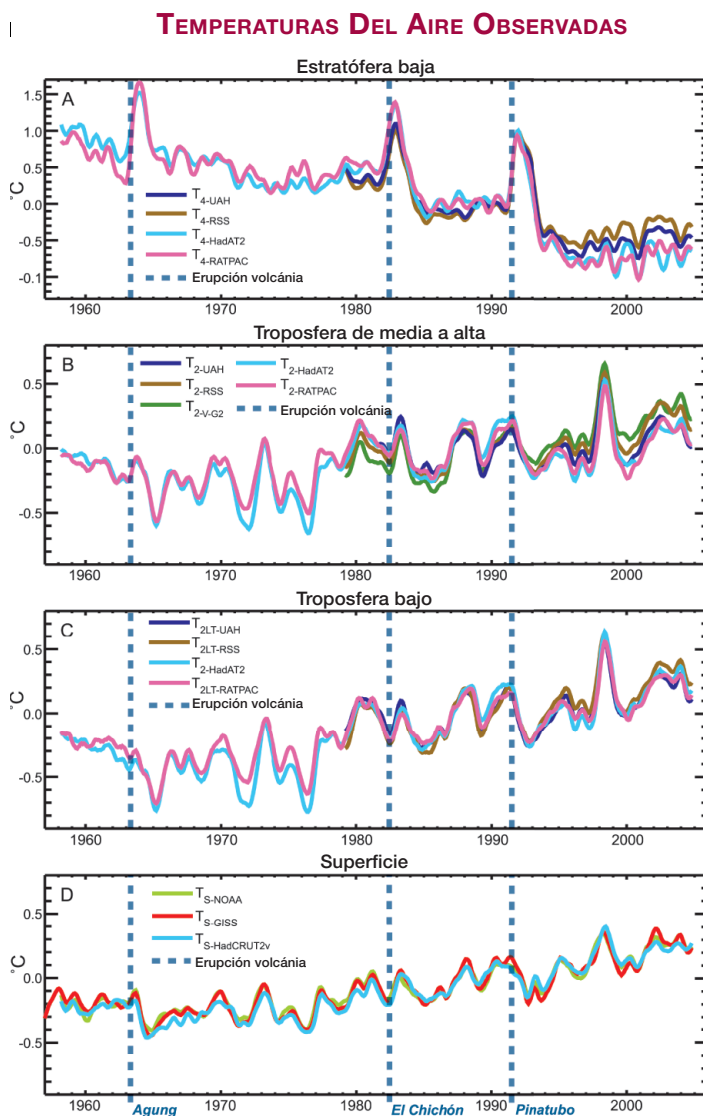 TEMPERATURAS DEL AIRE OBSERVADAS
Estratófera baja
A
1.5
1.0
0.5
0.0
-0.5
-0.1
°C
T4-UAH
T4-RSS
T4-HadAT2
T4-RATPAC
Erupción volcánia
1960 1970 1980 1990 2000
Troposfera de media a alta
B
0.5
0.0
-0.5
°C
T2-UAH T2-HadAT2
T2-RSS T2-RATPAC
T2-V-G2 Erupción volcánia
1960 1970 1980 1990 2000
Troposfera bajo
C
0.5
0.0
-0.5
°C
T2LT-UAH
T2LT-RSS
T2-HadAT2
T2LT-RATPAC
Erupción volcánia
1960 1970 1980 1990 2000
Superficie
D
0.5
0.0
-0.5
°C
TS-NOAA
TS-GISS
TS-HadCRUT2v
Erupción volcánia
1960 1970 1980 1990 2000
Agung El Chichón Pinatubo